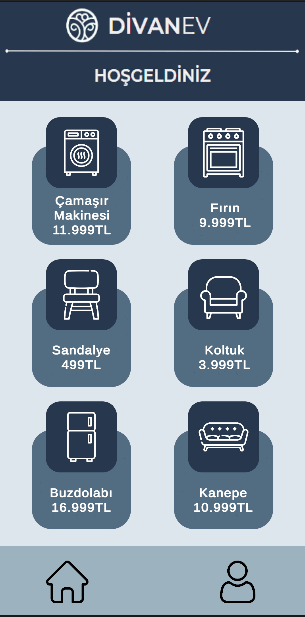 DİVANEV
HOŞGELDİNİZ
Çamaşır
Makinesi
11.999TL
Fırın
9.999TL
Sandalye
499TL
Koltuk
3.999TL
Buzdolabı
16.999TL
Kanepe
10.999TL